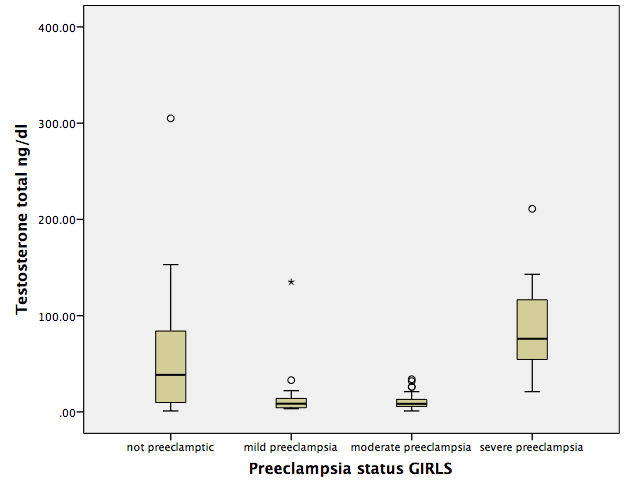 400.00
300.00
200.00
100.00
.00
Testosterone total ng/dl
not preeclamptic
mild preeclampsia
moderate preeclampsia
severe preeclampsia
Preeclampsia status GIRLS